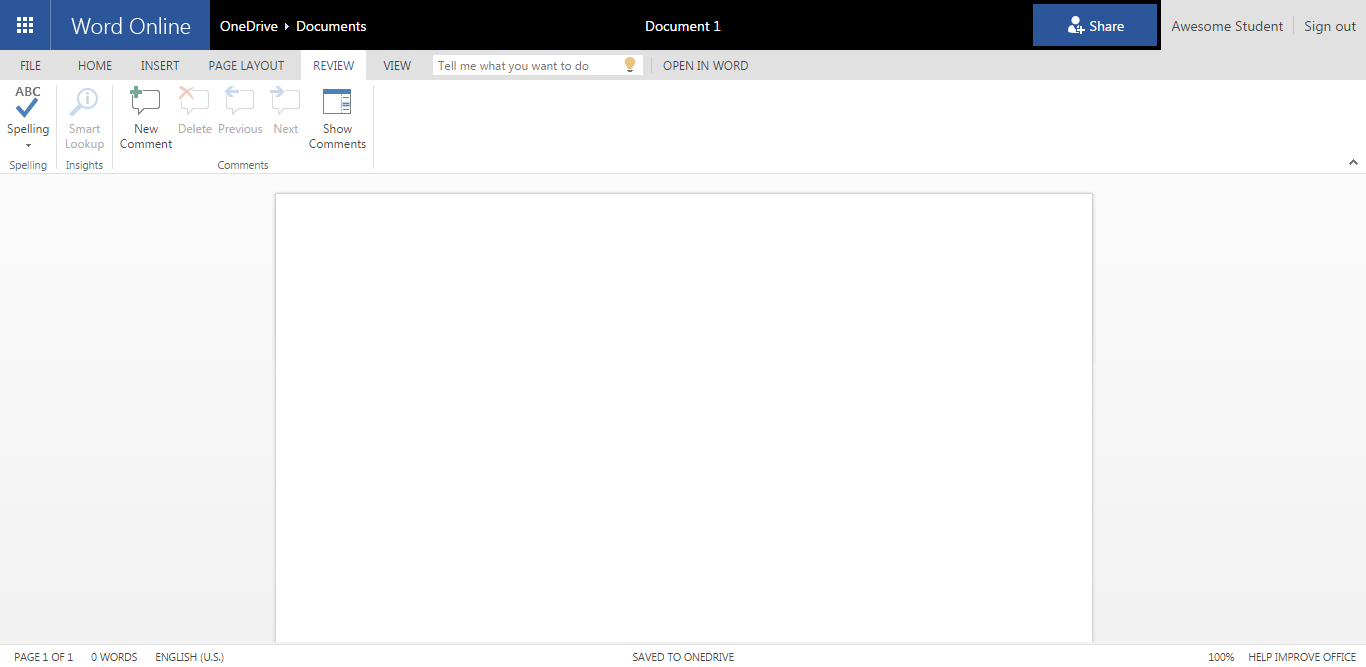 Word Online OneDrive Documents Document 1 Share Awesome Student Sign out
FILE HOME INSERT PAGE LAYOUT REVIEW VIEW Tell me what you want to do OPEN IN WORD
ABC
Spelling Smart New Delete Previous Next Show
Lookup Comment Comments
Spelling Insights Comments
PAGE 1 OF 1 0 WORDS ENGLISH (U.S.) SAVED TO ONEDRIVE 100% HELP IMPROVE OFFICE